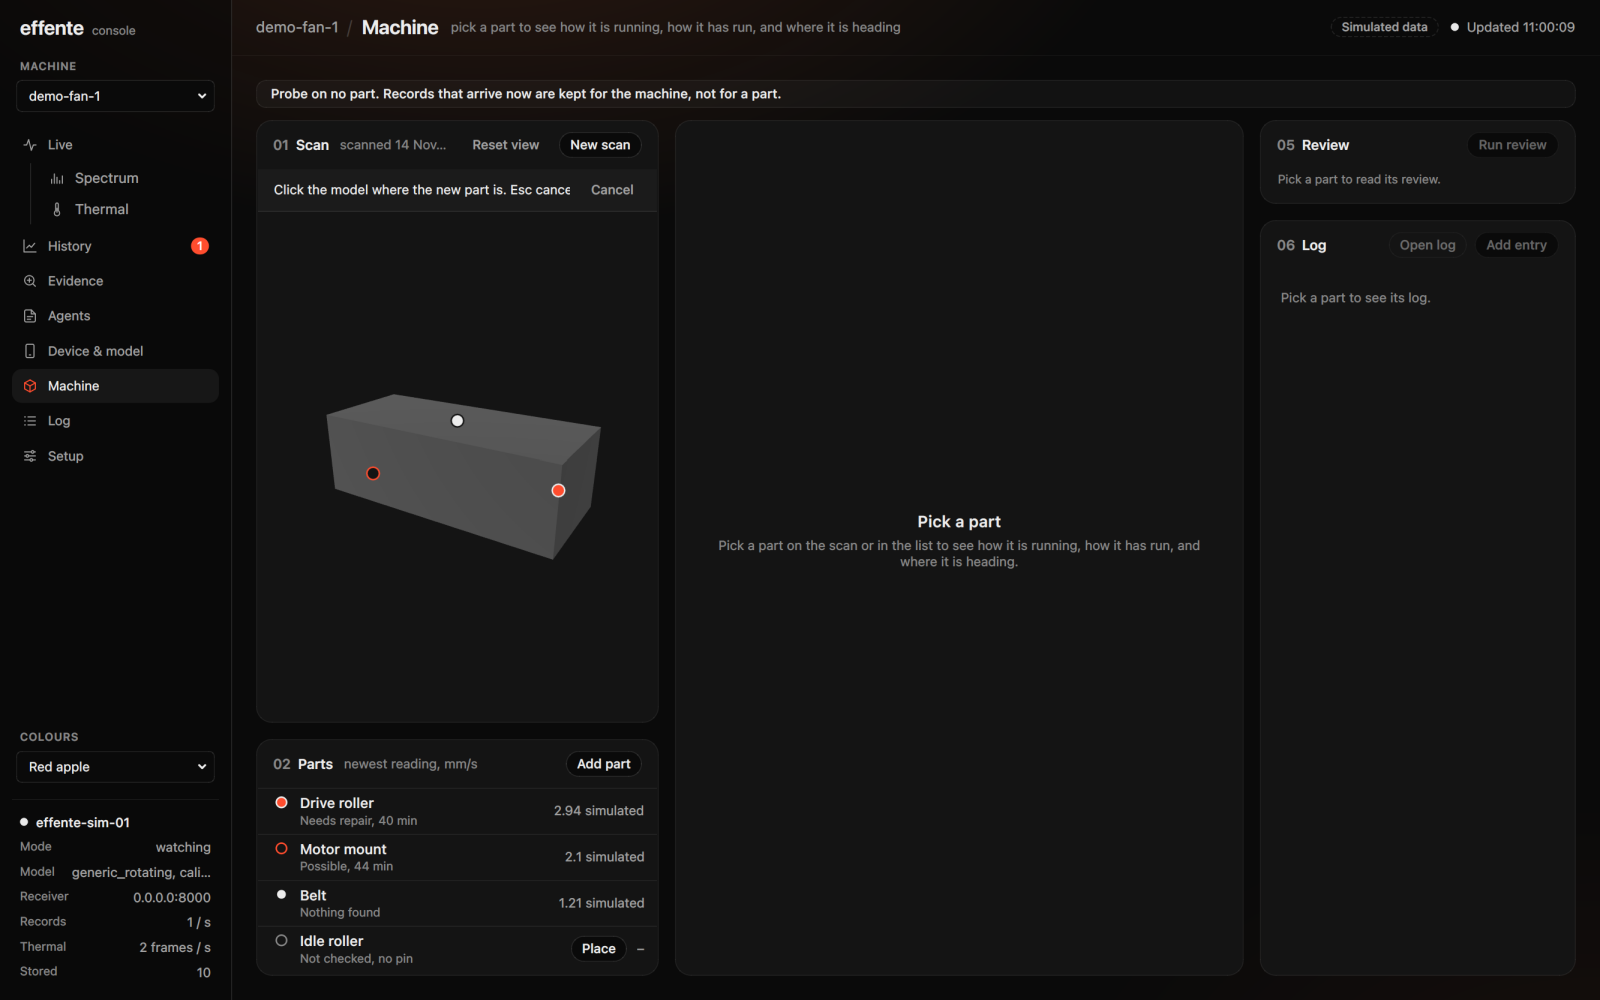 effente console
MACHINE
demo-fan-1
Live
Spectrum
Thermal
History
1
Evidence
Agents
Device & model
Machine
Log
Setup
COLOURS
Red apple
effente-sim-01
Mode watching
Model generic_rotating, cali...
Receiver 0.0.0.0:8000
Records 1 / s
Thermal 2 frames / s
Stored 10
demo-fan-1 / Machine pick a part to see how it is running, how it has run, and where it is heading
Simulated data
Updated 11:00:09
Probe on no part. Records that arrive now are kept for the machine, not for a part.
01 Scan scanned 14 Nov... Reset view New scan
Click the model where the new part is. Esc cance Cancel
02 Parts newest reading, mm/s Add part
Drive roller 2.94 simulated
Needs repair, 40 min
Motor mount 2.1 simulated
Possible, 44 min
Belt 1.21 simulated
Nothing found
Idle roller Place –
Not checked, no pin
Pick a part
Pick a part on the scan or in the list to see how it is running, how it has run, and
where it is heading.
05 Review Run review
Pick a part to read its review.
06 Log Open log Add entry
Pick a part to see its log.